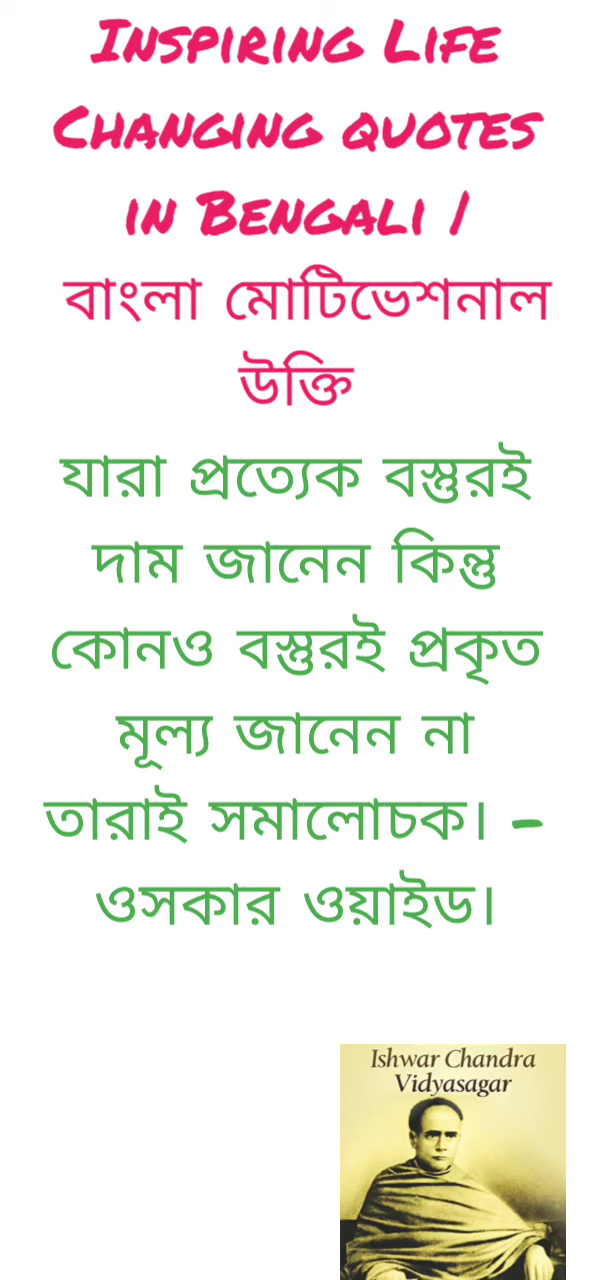 Inspiring Life
Changing quotes
in Bengali |
বাংলা মোটিভেশনাল
উক্তি
যারা প্রত্যেক বস্তুরই
দাম জানেন কিন্তু
কোনও বস্তুরই প্রকৃত
মূল্য জানেন না
তারাই সমালোচক। –
ওসকার ওয়াইড।
Ishwar Chandra
Vidyasagar